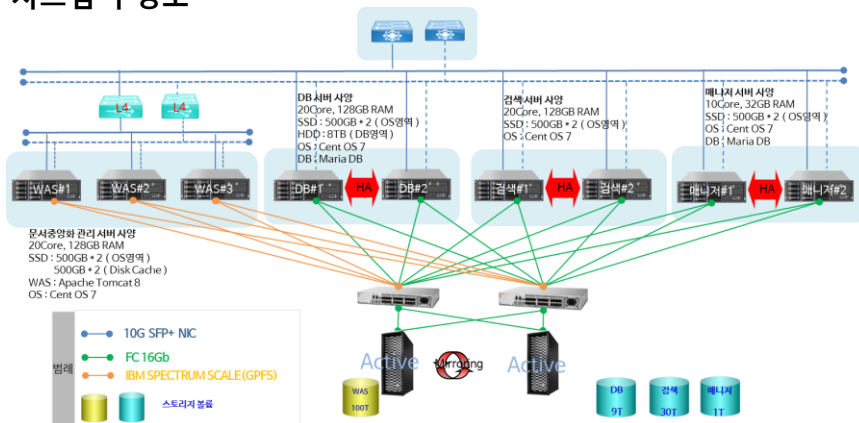 시스템 구성도
L4
L4
DB 서버 사양
20Core, 128GB RAM
SSD : 500GB * 2 ( OS영역 )
HDD : 8TB ( DB영역 )
OS : Cent OS 7
DB : Maria DB
검색서버 사양
20Core, 128GB RAM
SSD : 500GB * 2 ( OS영역 )
OS : Cent OS 7
매니저 서버 사양
10Core, 32GB RAM
SSD : 500GB * 2 ( OS영역 )
OS : Cent OS 7
DB : Maria DB
WAS#1
WAS#2
WAS#3
DB#1
HA
DB#2
검색#1
HA
검색#2
매니저#1
HA
매니저#2
문서중앙화 관리 서버 사양
20Core, 128GB RAM
SSD : 500GB * 2 ( OS영역 )
500GB * 2 ( Disk Cache )
WAS : Apache Tomcat 8
OS : Cent OS 7
범례
10G SFP+ NIC
FC 16Gb
IBM SPECTRUM SCALE(GPFS)
스토리지 볼륨
Active
Mirroring
Active
WAS
100T
DB
9T
검색
30T
매니저
1T